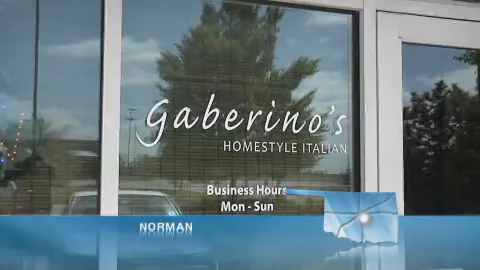 Gaberino's
HOMESTYLE ITALIAN
Business Hours
Mon - Sun
NORMAN